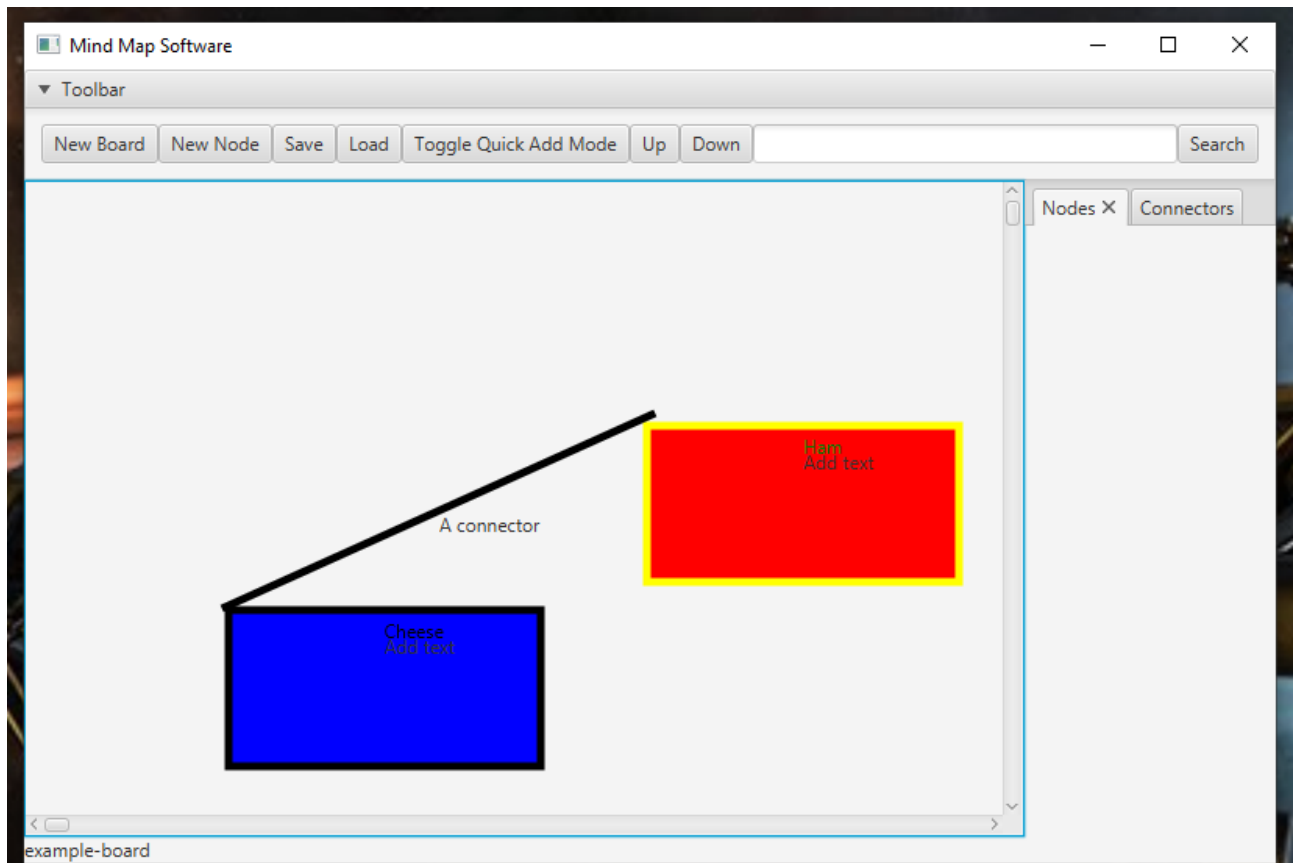 Mind Map Software
Toolbar
New Board New Node Save Load Toggle Quick Add Mode Up Down Search
Nodes Connectors
Ham
Add text
A connector
Cheese
Add text
example-board